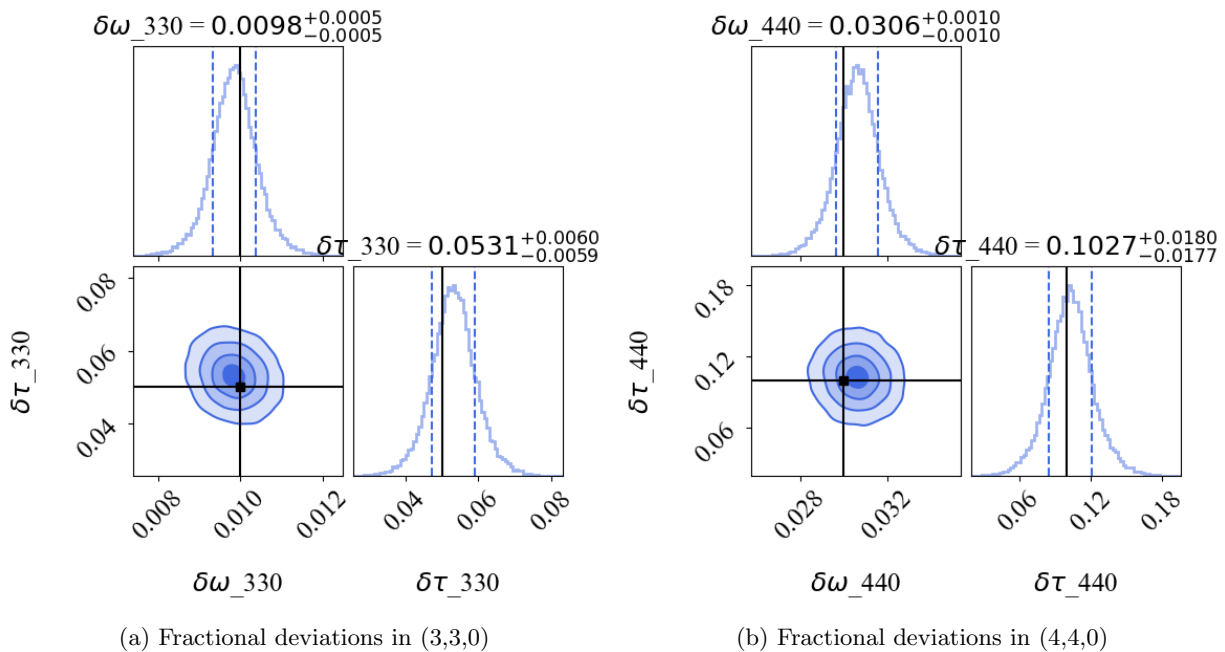 δω_330 = 0.0098 +0.0005 −0.0005
δτ_330 = 0.0531 +0.0060 −0.0059
0.08
0.06
0.04
δτ_330
0.008 0.010 0.012
0.04 0.06 0.08
δω_330
δτ_330
(a) Fractional deviations in (3,3,0)
δω_440 = 0.0306 +0.0010 −0.0010
δτ_440 = 0.1027 +0.0180 −0.0177
0.18
0.12
0.06
δτ_440
0.028 0.032
0.06 0.12 0.18
δω_440
δτ_440
(b) Fractional deviations in (4,4,0)